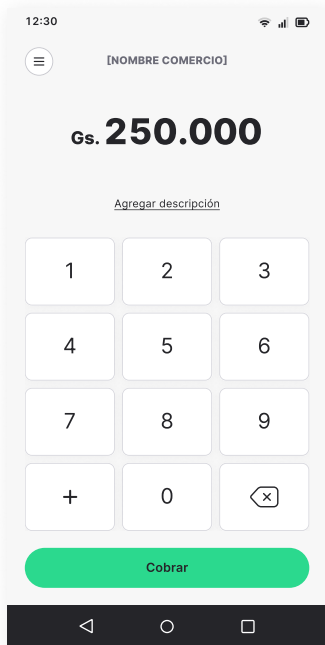 12:30
[NOMBRE COMERCIO]
Gs. 250.000
Agregar descripción
1 2 3
4 5 6
7 8 9
+ 0
Cobrar